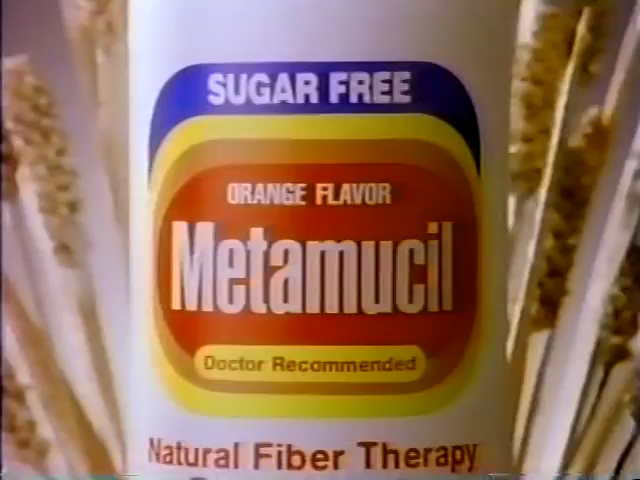 SUGAR FREE
ORANGE FLAVOR
Metamucil
Doctor Recommended
Natural Fiber Therapy